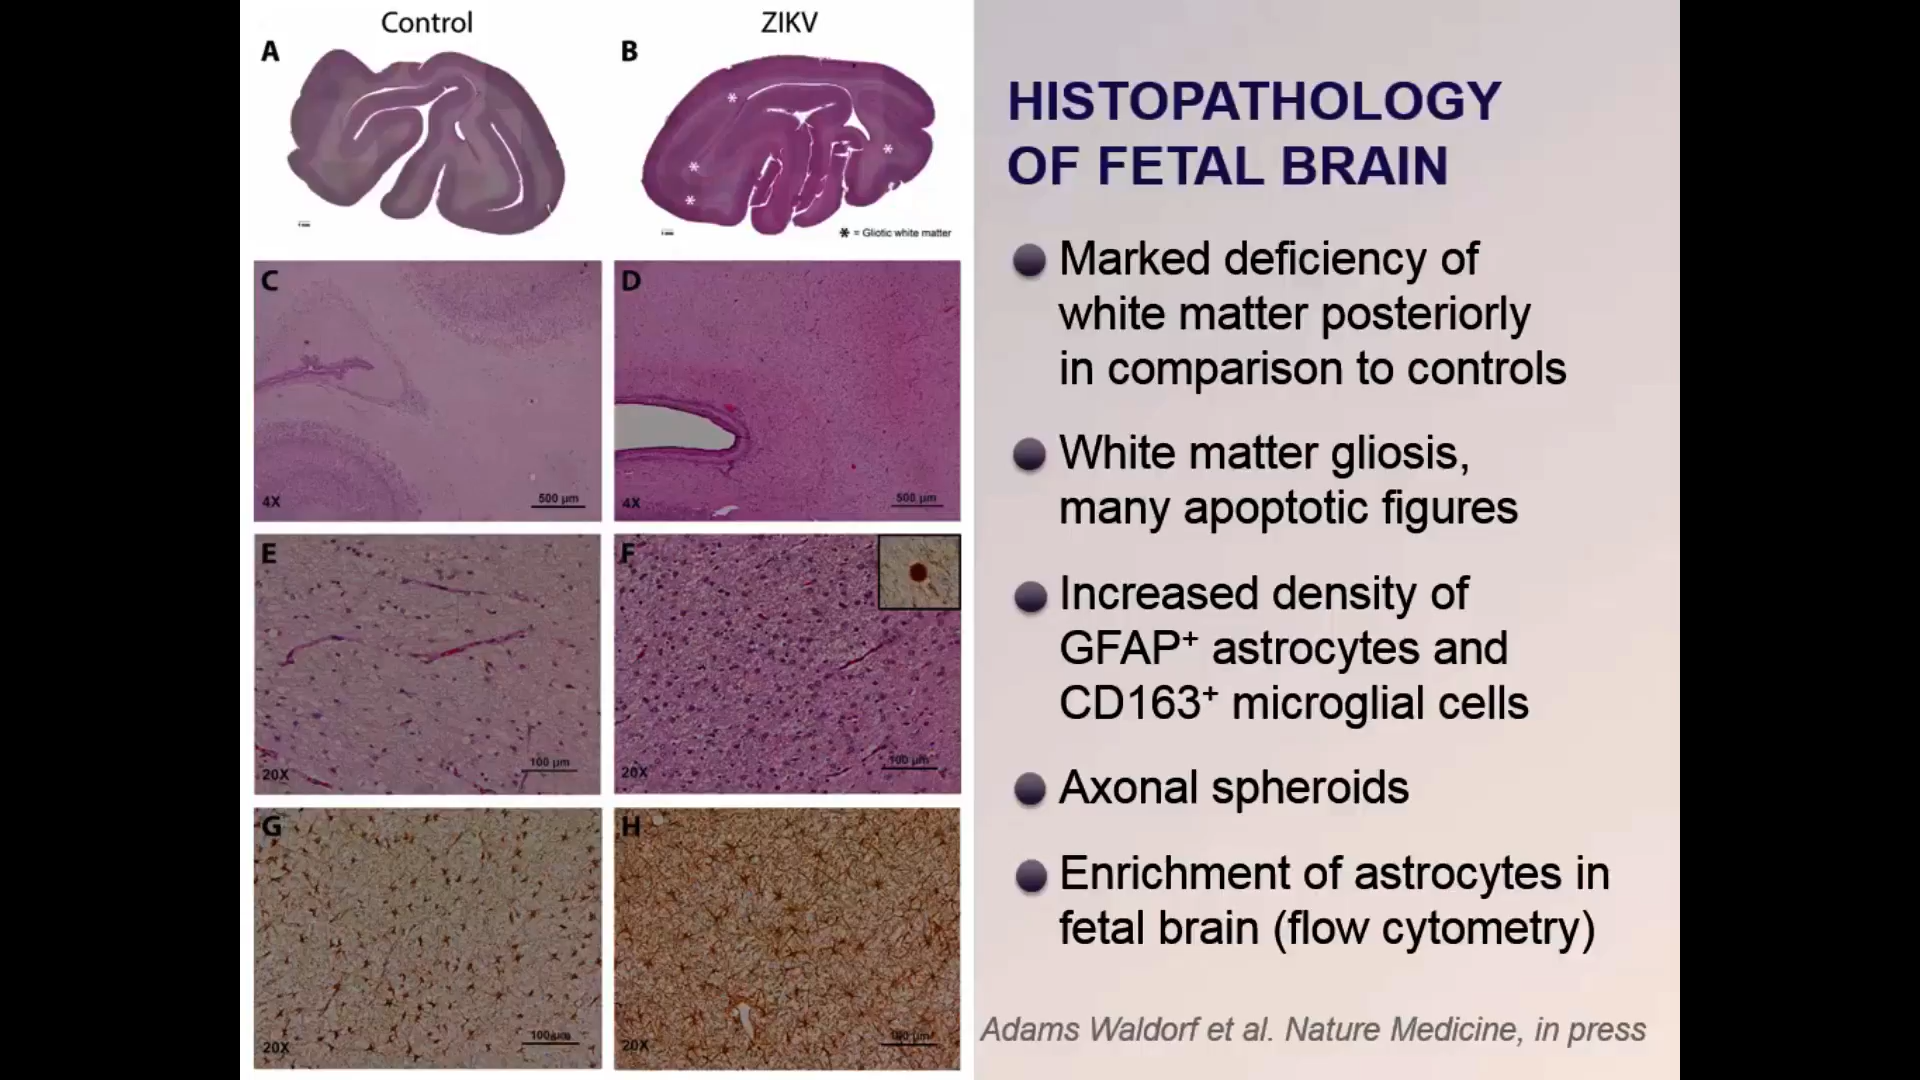 Control
ZIKV
A
B
* = Gliotic white matter
C
4X
500 µm
D
4X
500 µm
E
20X
100 µm
F
20X
100 µm
G
20X
100 µm
H
20X
100 µm
HISTOPATHOLOGY
OF FETAL BRAIN
Marked deficiency of
white matter posteriorly
in comparison to controls
White matter gliosis,
many apoptotic figures
Increased density of
GFAP⁺ astrocytes and
CD163⁺ microglial cells
Axonal spheroids
Enrichment of astrocytes in
fetal brain (flow cytometry)
Adams Waldorf et al. Nature Medicine, in press